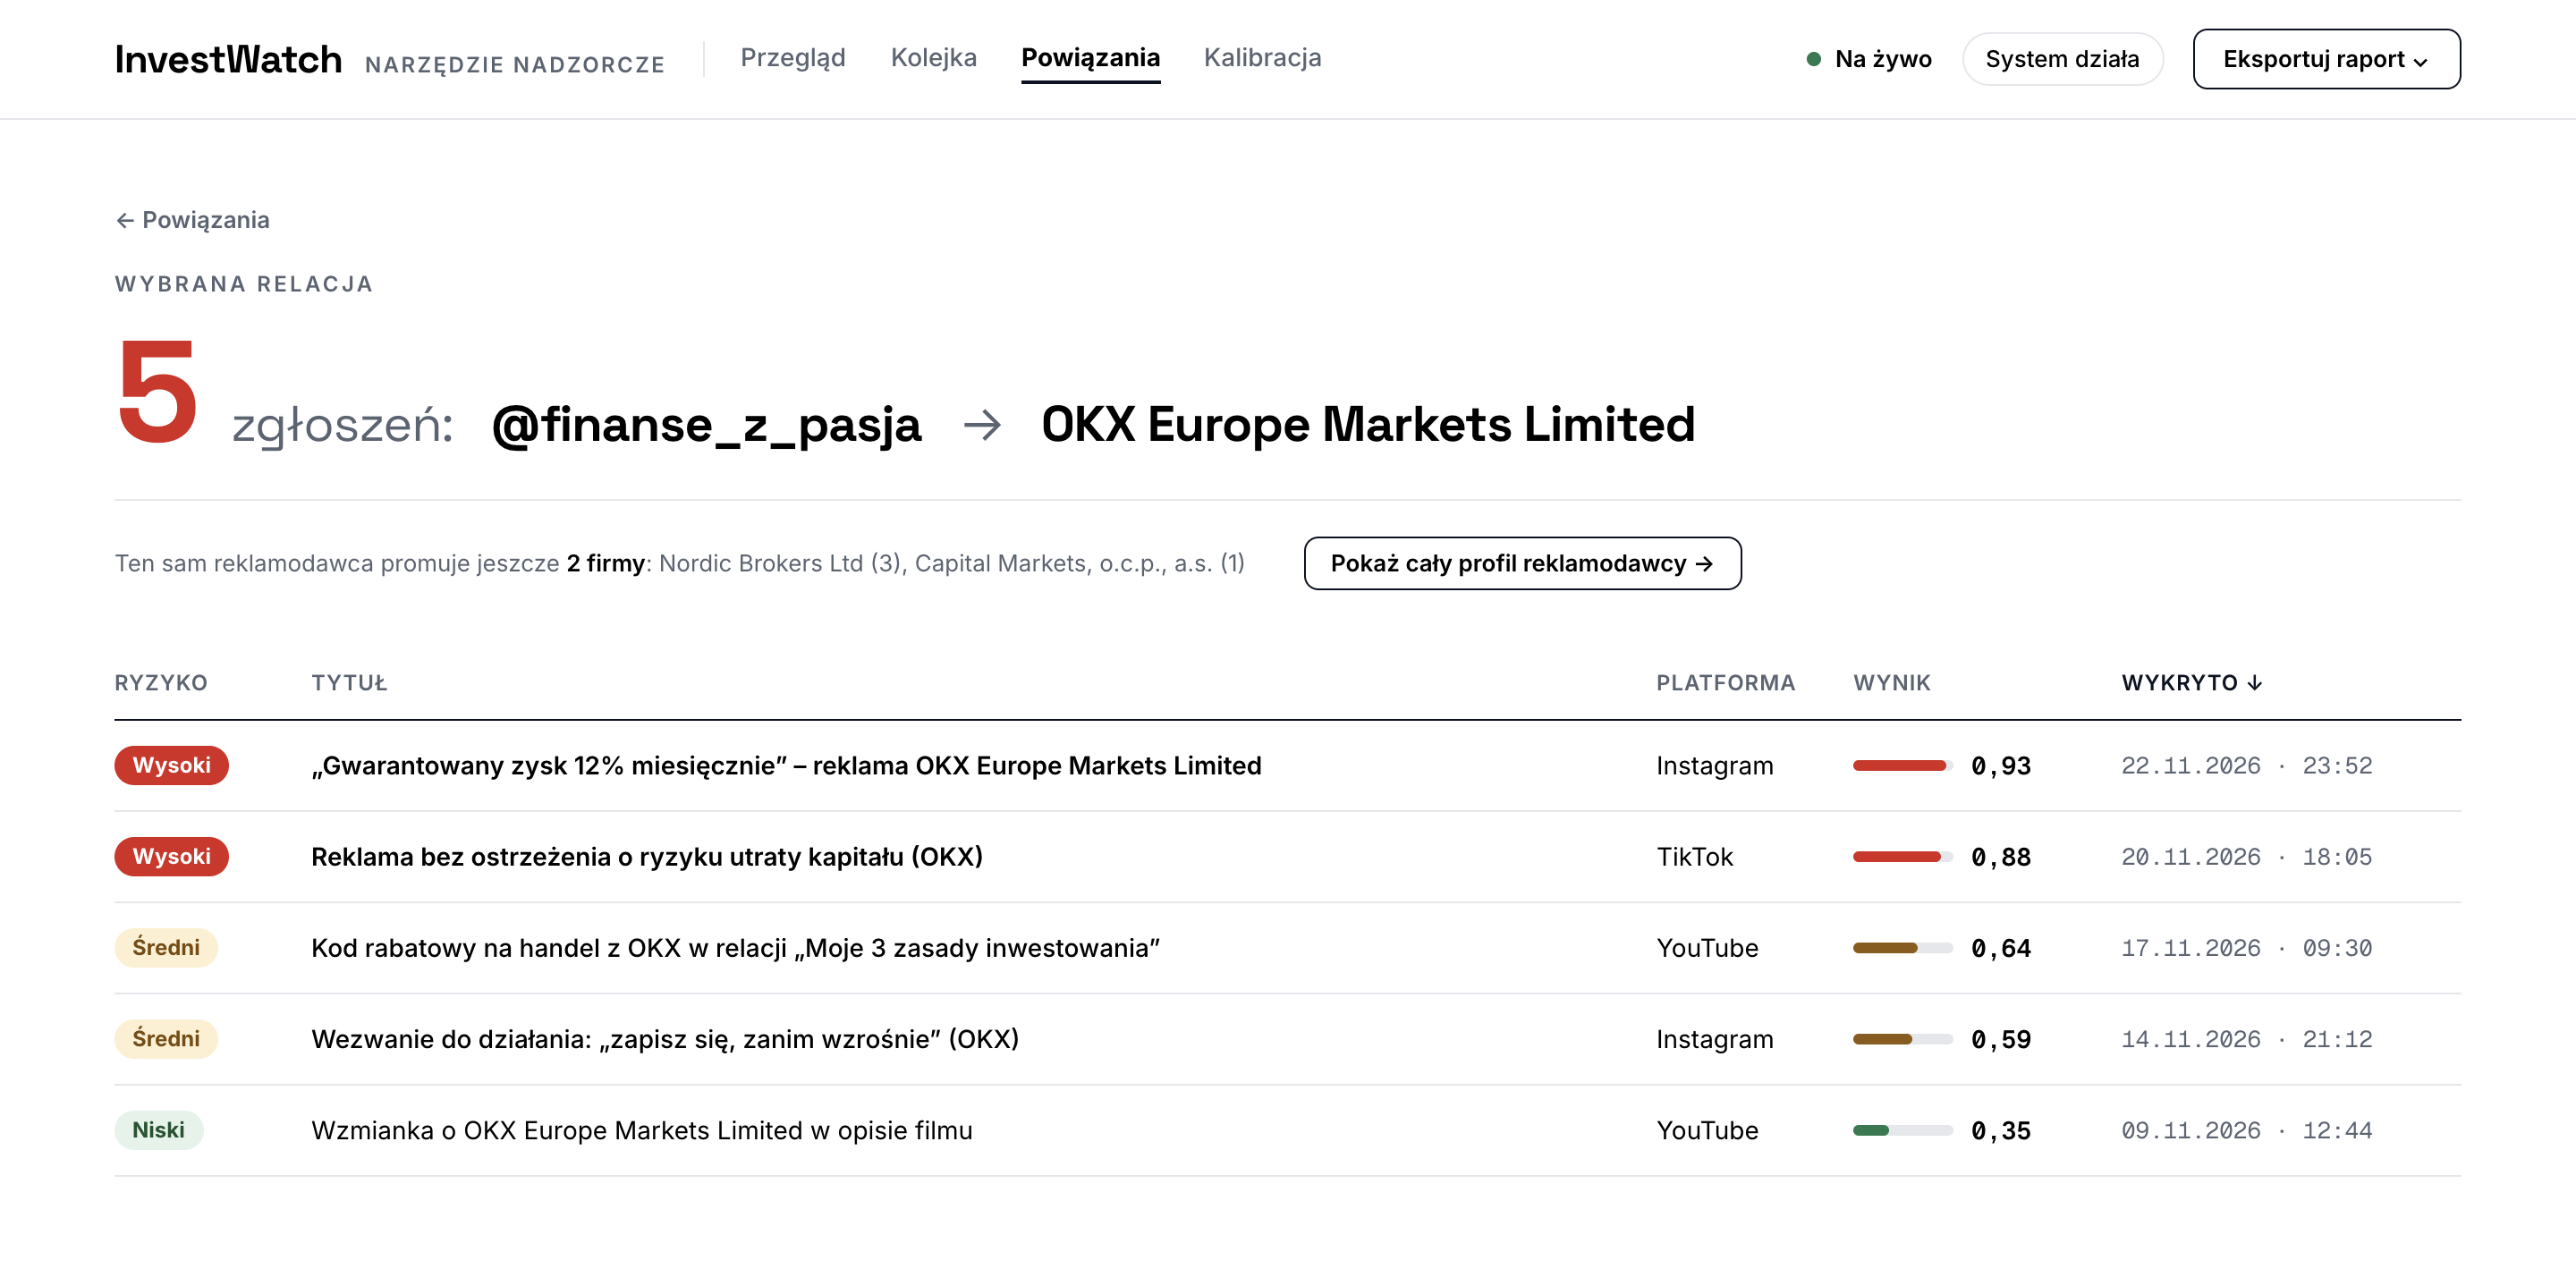 InvestWatch NARZĘDZIE NADZORCZE Przegląd Kolejka Powiązania Kalibracja Na żywo System działa Eksportuj raport
← Powiązania
WYBRANA RELACJA
5 zgłoszeń: @finanse_z_pasja → OKX Europe Markets Limited
Ten sam reklamodawca promuje jeszcze 2 firmy: Nordic Brokers Ltd (3), Capital Markets, o.c.p., a.s. (1) Pokaż cały profil reklamodawcy →
RYZYKO TYTUŁ PLATFORMA WYNIK WYKRYTO ↓
Wysoki „Gwarantowany zysk 12% miesięcznie” – reklama OKX Europe Markets Limited Instagram 0,93 22.11.2026 · 23:52
Wysoki Reklama bez ostrzeżenia o ryzyku utraty kapitału (OKX) TikTok 0,88 20.11.2026 · 18:05
Średni Kod rabatowy na handel z OKX w relacji „Moje 3 zasady inwestowania” YouTube 0,64 17.11.2026 · 09:30
Średni Wezwanie do działania: „zapisz się, zanim wzrośnie” (OKX) Instagram 0,59 14.11.2026 · 21:12
Niski Wzmianka o OKX Europe Markets Limited w opisie filmu YouTube 0,35 09.11.2026 · 12:44